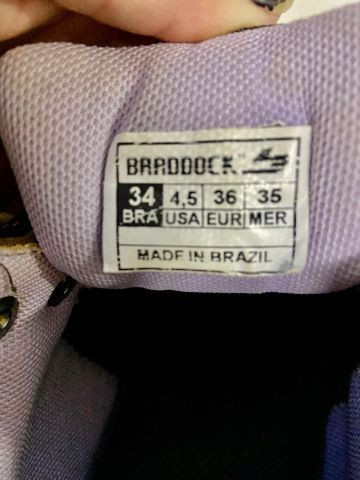 BRADDOCK
34 4,5 36 35
BRA USA EUR MER
MADE IN BRAZIL